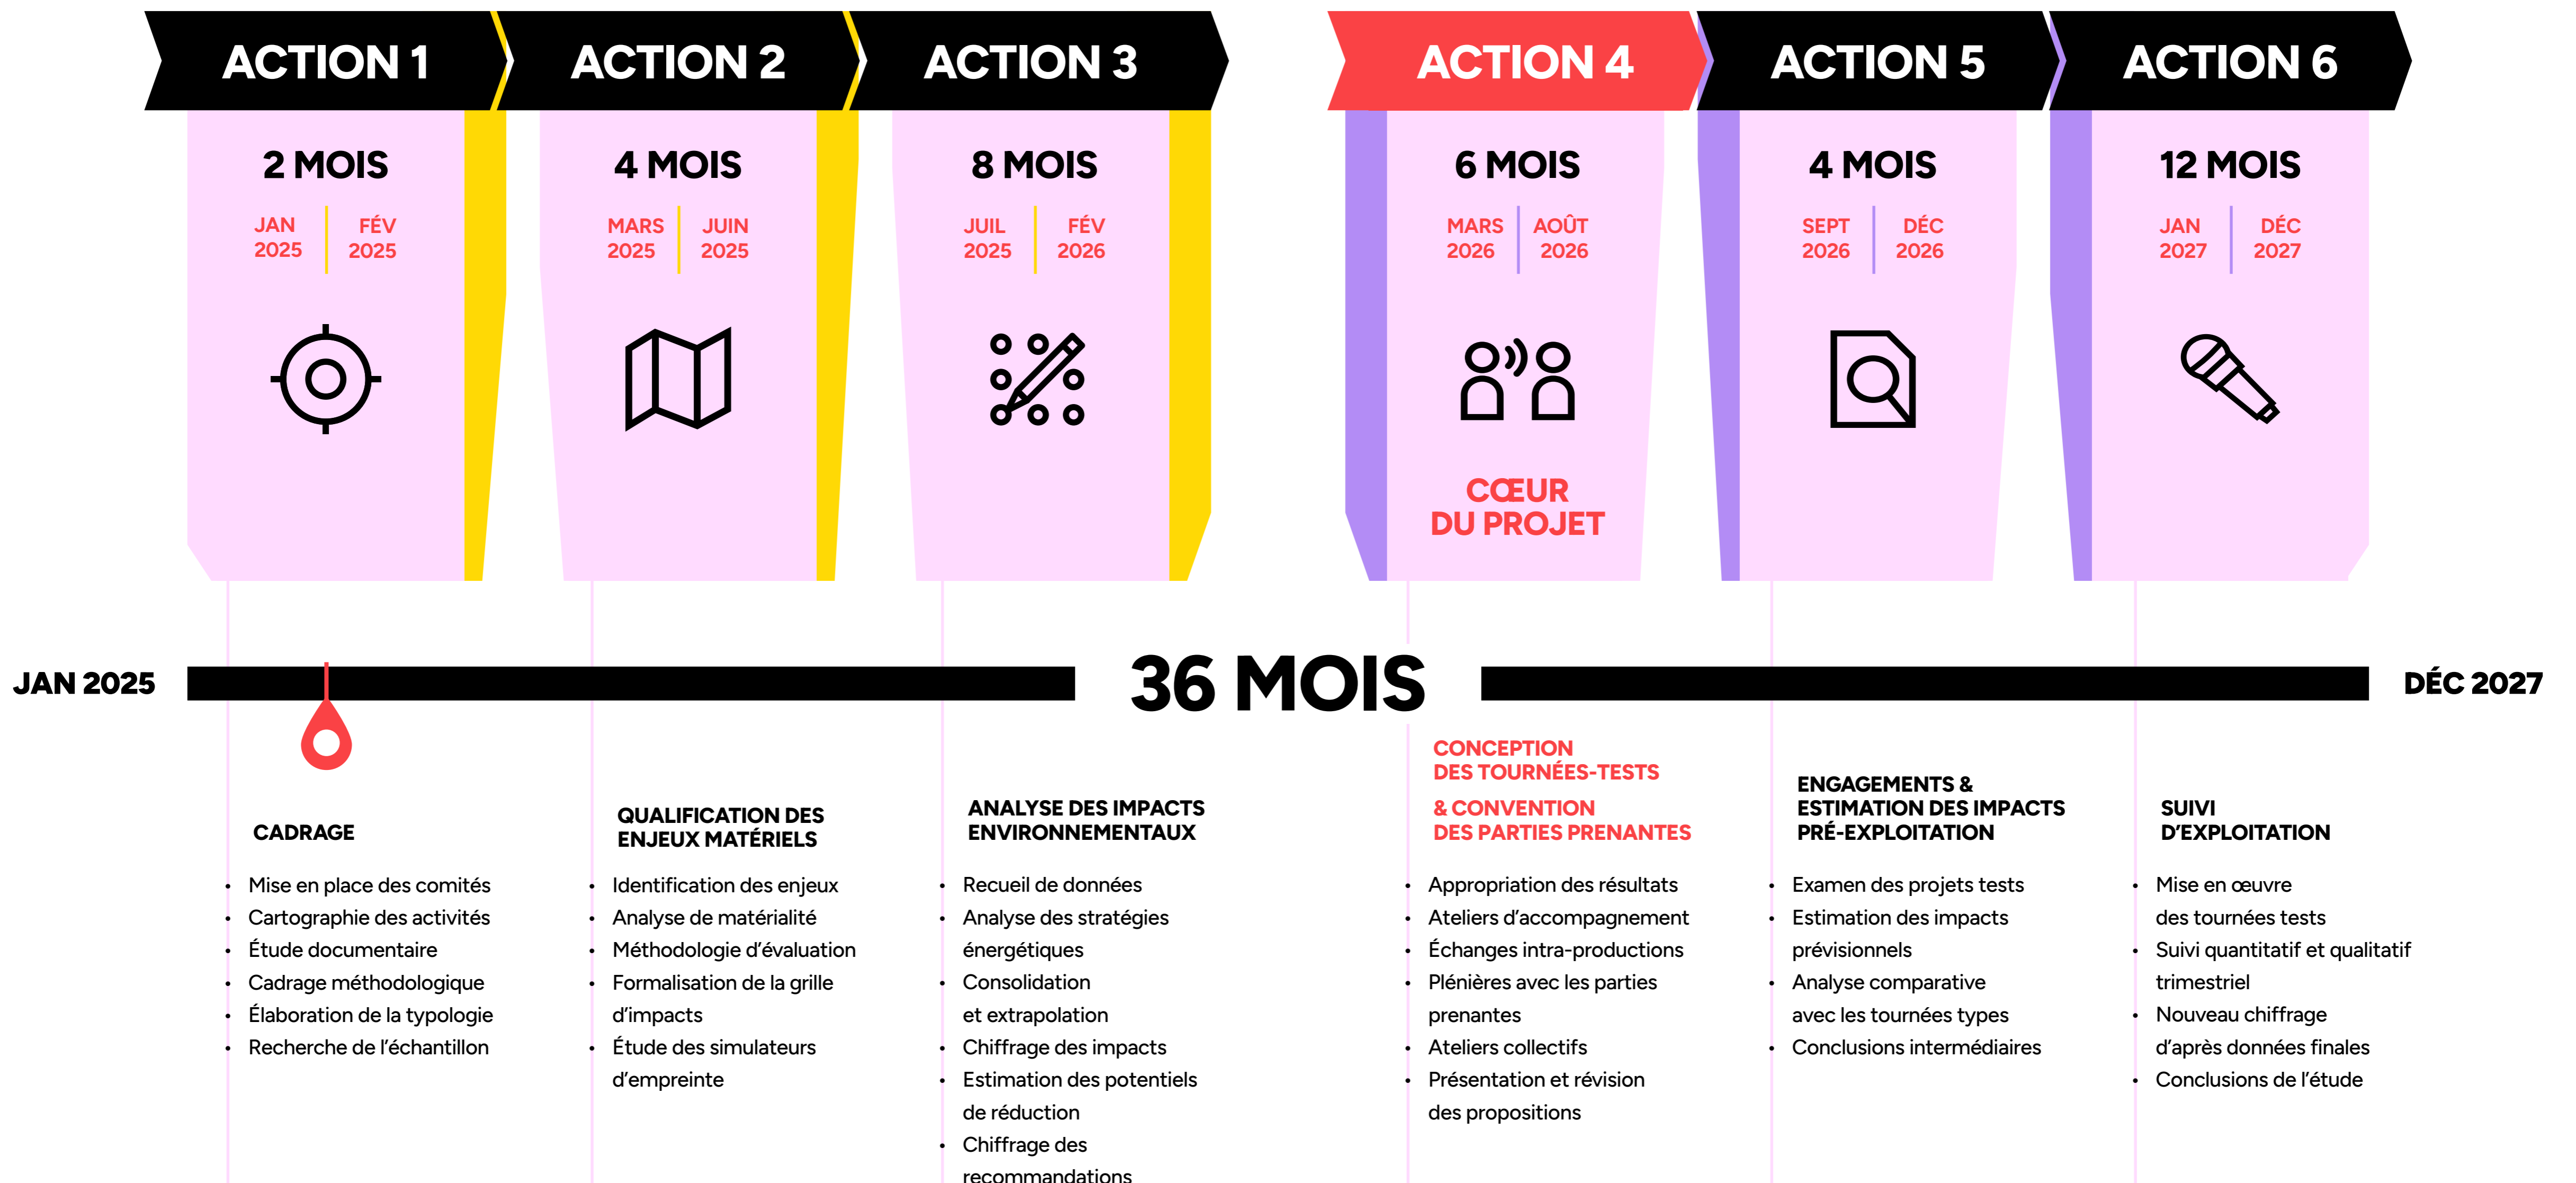 ACTION 1
2 MOIS
JAN
2025
FÉV
2025
ACTION 2
4 MOIS
MARS
2025
JUIN
2025
ACTION 3
8 MOIS
JUIL
2025
FÉV
2026
ACTION 4
6 MOIS
MARS
2026
AOÛT
2026
CŒUR
DU PROJET
ACTION 5
4 MOIS
SEPT
2026
DÉC
2026
ACTION 6
12 MOIS
JAN
2027
DÉC
2027
JAN 2025
36 MOIS
DÉC 2027
CADRAGE
• Mise en place des comités
• Cartographie des activités
• Étude documentaire
• Cadrage méthodologique
• Élaboration de la typologie
• Recherche de l’échantillon
QUALIFICATION DES
ENJEUX MATÉRIELS
• Identification des enjeux
• Analyse de matérialité
• Méthodologie d’évaluation
• Formalisation de la grille
d’impacts
• Étude des simulateurs
d’empreinte
ANALYSE DES IMPACTS
ENVIRONNEMENTAUX
• Recueil de données
• Analyse des stratégies
énergétiques
• Consolidation
et extrapolation
• Chiffrage des impacts
• Estimation des potentiels
de réduction
• Chiffrage des
recommandations
CONCEPTION
DES TOURNÉES-TESTS
& CONVENTION
DES PARTIES PRENANTES
• Appropriation des résultats
• Ateliers d’accompagnement
• Échanges intra-productions
• Plénières avec les parties
prenantes
• Ateliers collectifs
• Présentation et révision
des propositions
ENGAGEMENTS &
ESTIMATION DES IMPACTS
PRÉ-EXPLOITATION
• Examen des projets tests
• Estimation des impacts
prévisionnels
• Analyse comparative
avec les tournées types
• Conclusions intermédiaires
SUIVI
D’EXPLOITATION
• Mise en œuvre
des tournées tests
• Suivi quantitatif et qualitatif
trimestriel
• Nouveau chiffrage
d’après données finales
• Conclusions de l’étude